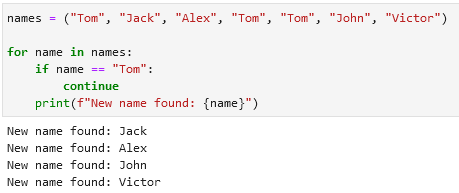 names = ("Tom", "Jack", "Alex", "Tom", "Tom", "John", "Victor")
for name in names:
    if name == "Tom":
        continue
    print(f"New name found: {name}")
New name found: Jack
New name found: Alex
New name found: John
New name found: Victor